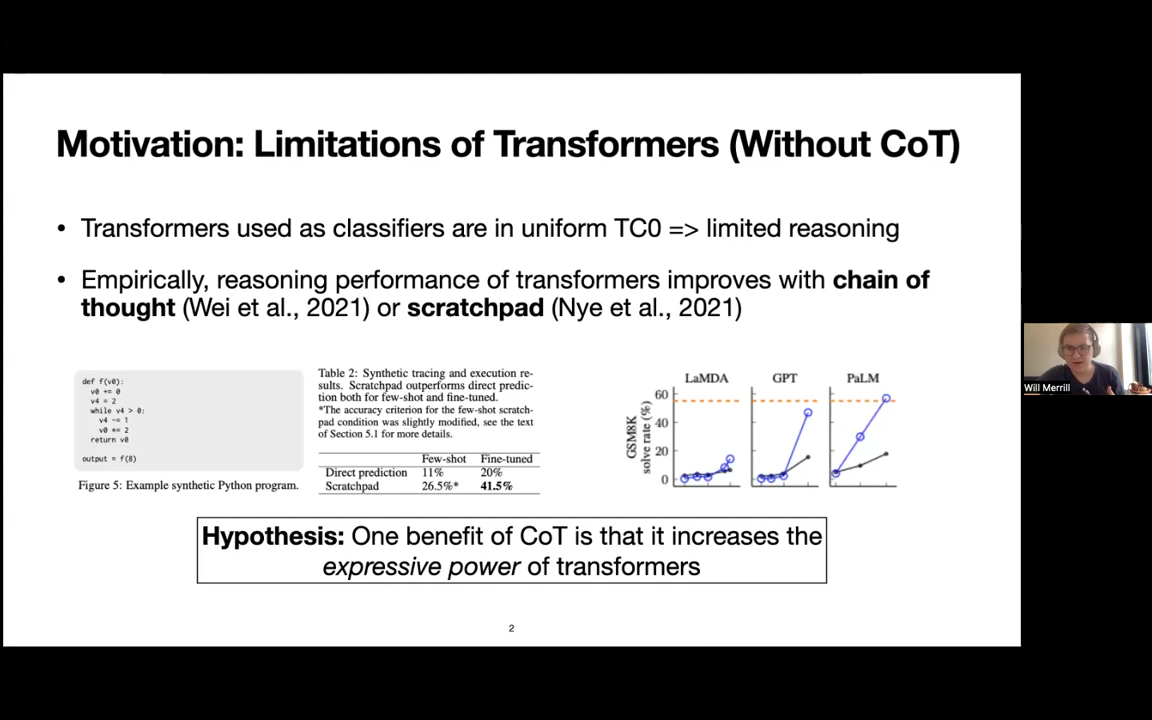 Motivation: Limitations of Transformers (Without CoT)
• Transformers used as classifiers are in uniform TC0 => limited reasoning
• Empirically, reasoning performance of transformers improves with chain of
thought (Wei et al., 2021) or scratchpad (Nye et al., 2021)
def f(v0):
v0 += 0
v4 = 2
while v4 > 0:
v4 -= 1
v0 *= 2
return v0
output = f(8)
Figure 5: Example synthetic Python program.
Table 2: Synthetic tracing and execution re-
sults. Scratchpad outperforms direct predic-
tion both for few-shot and fine-tuned.
*The accuracy criterion for the few-shot scratch-
pad condition was slightly modified, see the text
of Section 5.1 for more details.
Few-shot Fine-tuned
Direct prediction 11% 20%
Scratchpad 26.5%* 41.5%
LaMDA GPT PaLM
GSM8K
solve rate (%)
60
40
20
0
Will Merrill
Hypothesis: One benefit of CoT is that it increases the
expressive power of transformers
2